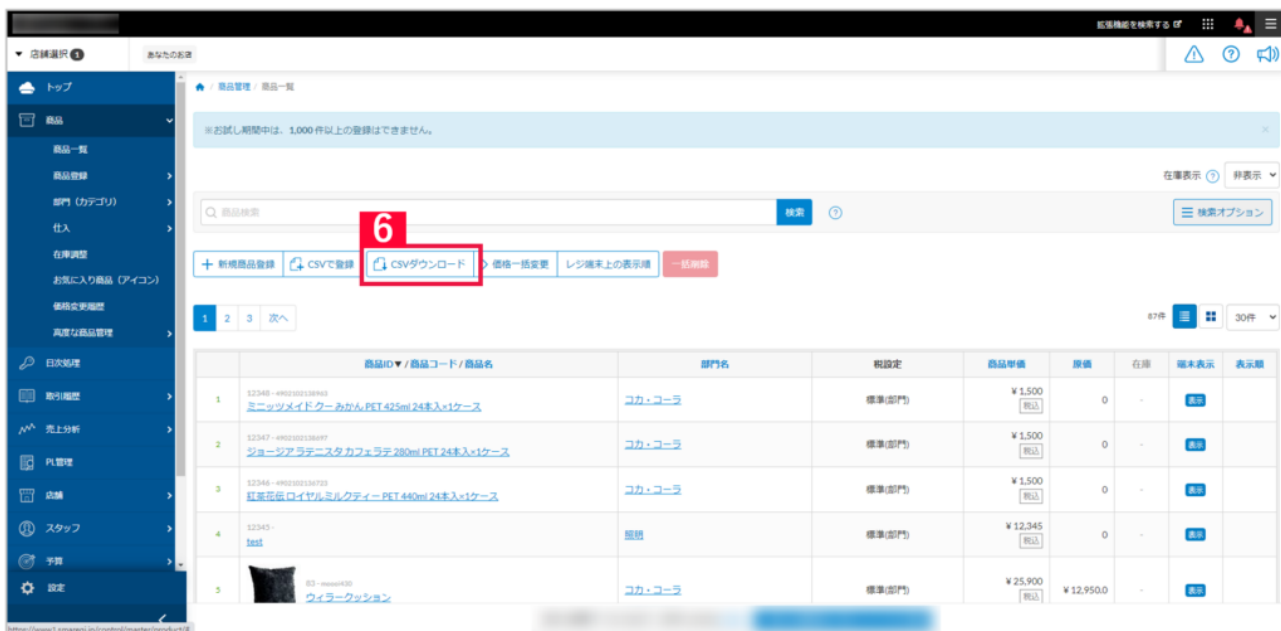 拡張機能を検索する
▼ 店舗選択 1 あなたのお店
トップ
商品
商品一覧
商品登録
部門（カテゴリ）
仕入
在庫調整
お気に入り商品（アイコン）
価格変更履歴
高度な商品管理
日次処理
取引履歴
売上分析
PL管理
店舗
スタッフ
予算
設定
/ 商品管理 / 商品一覧
※お試し期間中は、1,000 件以上の登録はできません。
在庫表示 ? 非表示
商品検索 検索 ? 検索オプション
6
新規商品登録 CSVで登録 CSVダウンロード 価格一括変更 レジ端末上の表示順 一括削除
1 2 3 次へ 87件 30件
商品ID▼ / 商品コード / 商品名 部門名 税設定 商品単価 原価 在庫 端末表示 表示順
1 12348 - 4902102138963 ¥ 1,500
ミニッツメイド クー みかん PET 425ml 24本入×1ケース コカ・コーラ 標準(部門) 税込 0 - 表示
2 12347 - 4902102138697 ¥ 1,500
ジョージア ラテニスタ カフェラテ 280ml PET 24本入×1ケース コカ・コーラ 標準(部門) 税込 0 - 表示
3 12346 - 4902102136723 ¥ 1,500
紅茶花伝 ロイヤルミルクティー PET 440ml 24本入×1ケース コカ・コーラ 標準(部門) 税込 0 - 表示
4 12345 - ¥ 12,345
test 照明 標準(部門) 税込 0 - 表示
5 B3 - ¥ 25,900
ウィラークッション コカ・コーラ 標準(部門) 税込 ¥ 12,950.0 - 表示